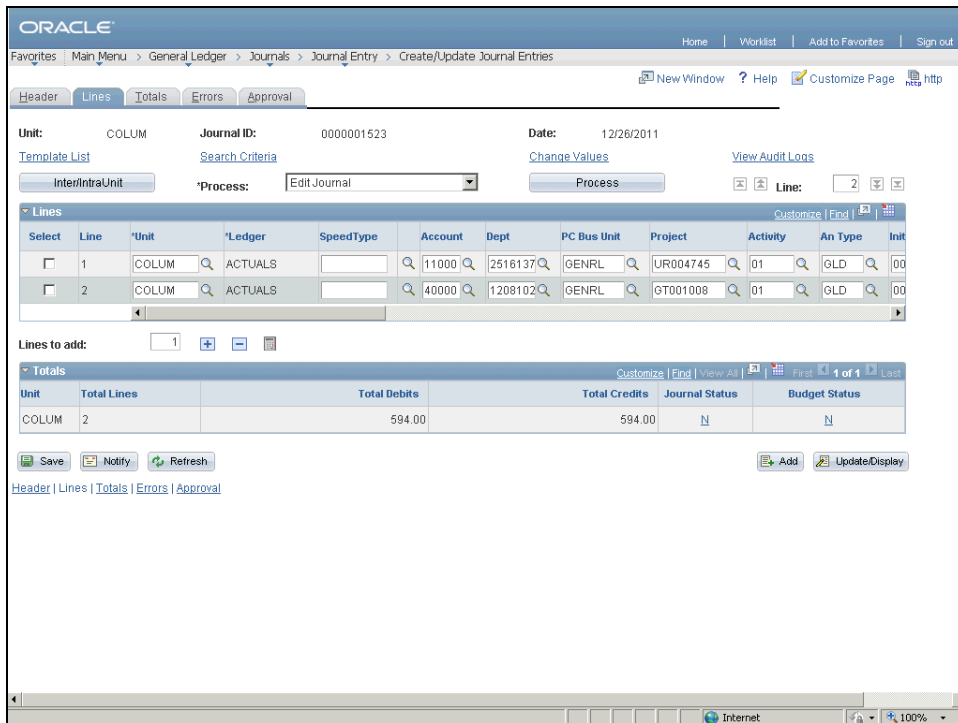 ORACLE
Home | Worklist | Add to Favorites | Sign out
Favorites | Main Menu > General Ledger > Journals > Journal Entry > Create/Update Journal Entries
New Window ? Help Customize Page http
Header Lines Totals Errors Approval
Unit: COLUM Journal ID: 0000001523 Date: 12/26/2011
Template List Search Criteria Change Values View Audit Logs
Inter/IntraUnit *Process: Edit Journal Process Line: 2
Lines Customize | Find |
Select Line *Unit *Ledger SpeedType Account Dept PC Bus Unit Project Activity An Type Init
1 COLUM ACTUALS 11000 2516137 GENRL UR004745 01 GLD 00
2 COLUM ACTUALS 40000 1208102 GENRL GT001008 01 GLD 00
Lines to add: 1
Totals Customize | Find | View All | First 1 of 1 Last
Unit Total Lines Total Debits Total Credits Journal Status Budget Status
COLUM 2 594.00 594.00 N N
Save Notify Refresh Add Update/Display
Header | Lines | Totals | Errors | Approval
Internet 100%